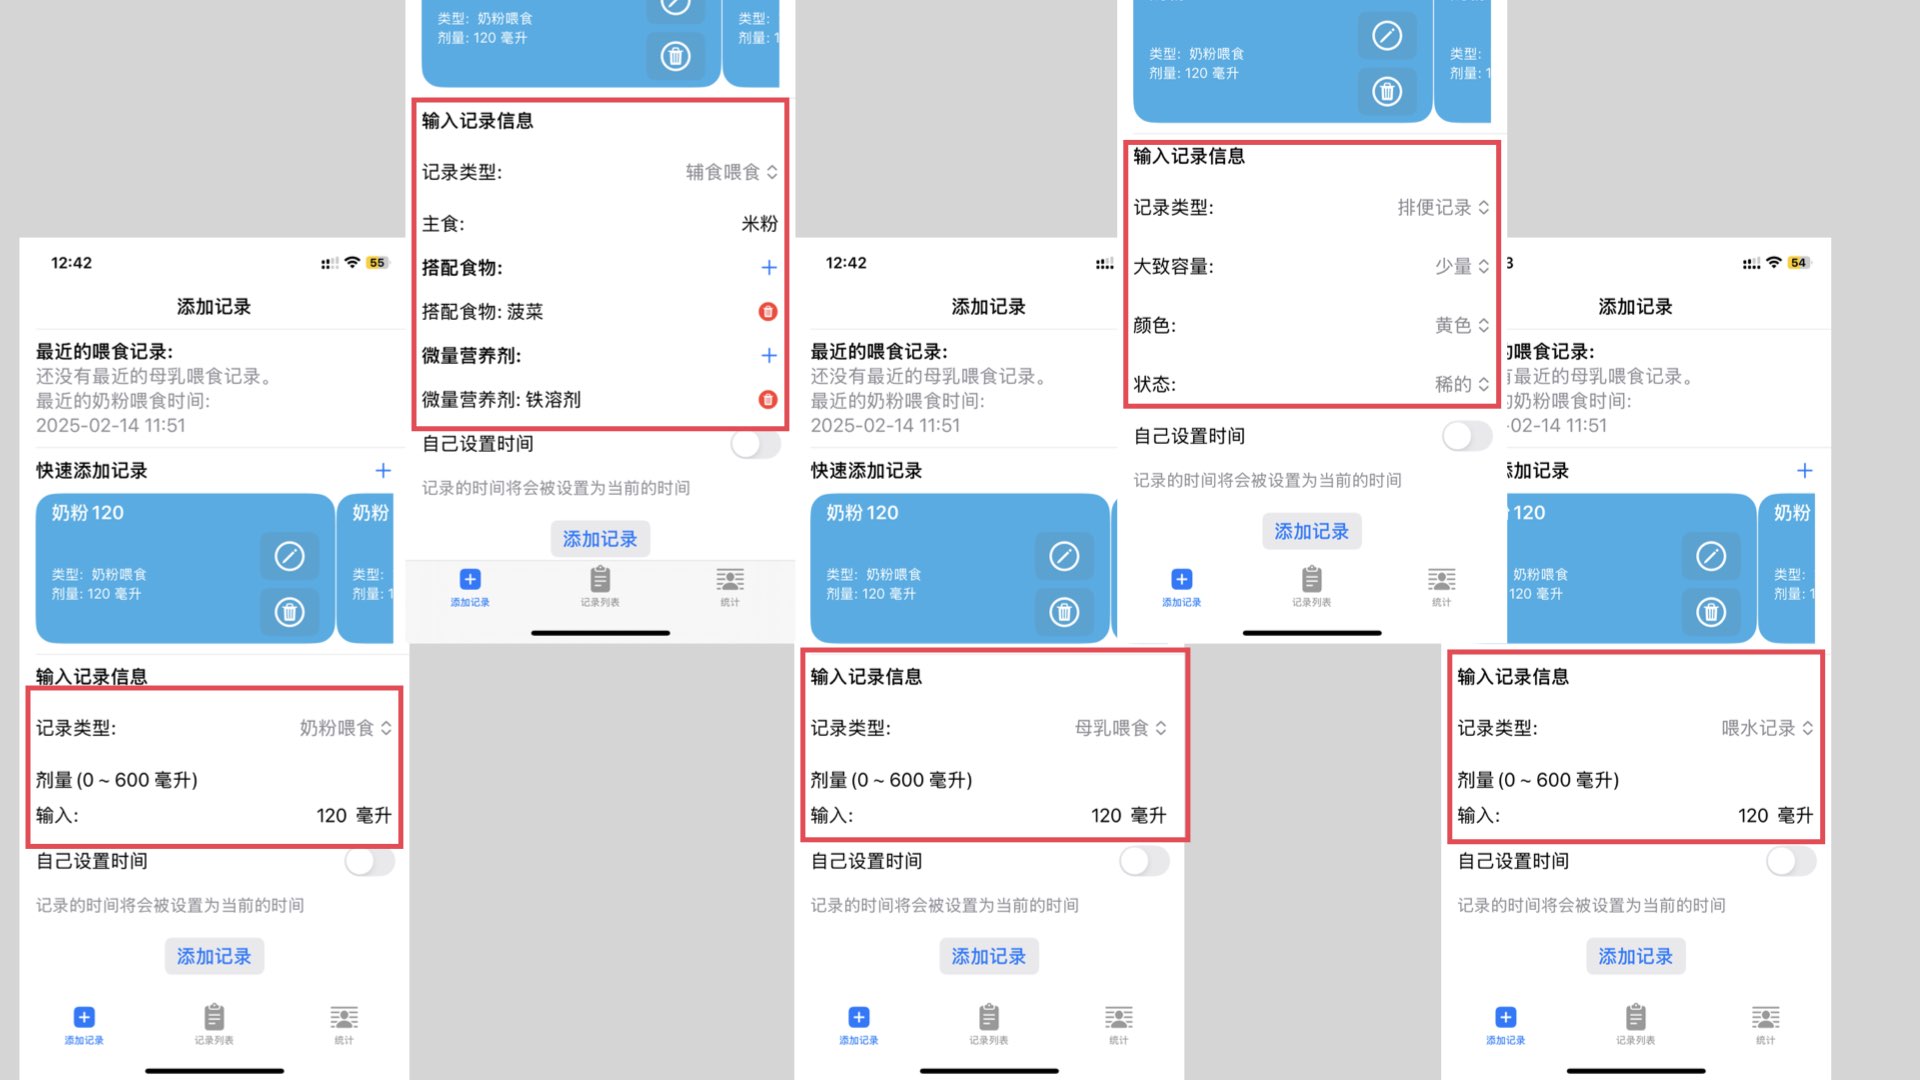 12:42
55
添加记录
最近的喂食记录:
还没有最近的母乳喂食记录。
最近的奶粉喂食时间:
2025-02-14 11:51
快速添加记录
奶粉 120
类型: 奶粉喂食
剂量: 120 毫升
奶粉
类型:
剂量: 1
输入记录信息
记录类型: 奶粉喂食
剂量 (0 ~ 600 毫升)
输入: 120 毫升
自己设置时间
记录的时间将会被设置为当前的时间
添加记录
添加记录 记录列表 统计
类型: 奶粉喂食
剂量: 120 毫升
类型:
剂量: 1
输入记录信息
记录类型: 辅食喂食
主食: 米粉
搭配食物:
搭配食物: 菠菜
微量营养剂:
微量营养剂: 铁溶剂
自己设置时间
记录的时间将会被设置为当前的时间
添加记录
添加记录 记录列表 统计
12:42
添加记录
最近的喂食记录:
还没有最近的母乳喂食记录。
最近的奶粉喂食时间:
2025-02-14 11:51
快速添加记录
奶粉 120
类型: 奶粉喂食
剂量: 120 毫升
输入记录信息
记录类型: 母乳喂食
剂量 (0 ~ 600 毫升)
输入: 120 毫升
自己设置时间
记录的时间将会被设置为当前的时间
添加记录
添加记录 记录列表 统计
类型: 奶粉喂食
剂量: 120 毫升
类型:
剂量: 1
输入记录信息
记录类型: 排便记录
大致容量: 少量
颜色: 黄色
状态: 稀的
自己设置时间
记录的时间将会被设置为当前的时间
添加记录
添加记录 记录列表 统计
3
54
添加记录
喂食记录:
最近的母乳喂食记录。
奶粉喂食时间:
-02-14 11:51
添加记录
120
奶粉喂食
120 毫升
奶粉
类型:
剂量: 1
输入记录信息
记录类型: 喂水记录
剂量 (0 ~ 600 毫升)
输入: 120 毫升
自己设置时间
记录的时间将会被设置为当前的时间
添加记录
添加记录 记录列表 统计